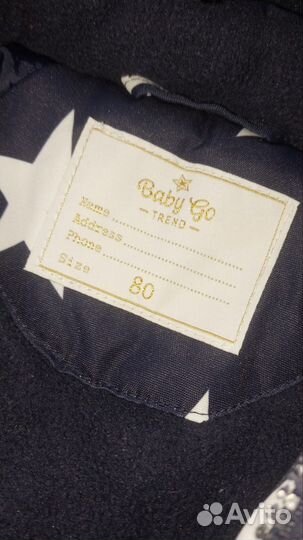 Baby Go
- TREND -
Name
Address
Phone
Size 80
Avito